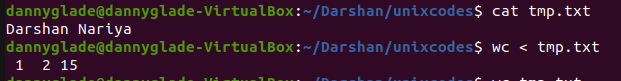 dannyglade@dannyglade-VirtualBox:~/Darshan/unixcodes$ cat tmp.txt
Darshan Nariya
dannyglade@dannyglade-VirtualBox:~/Darshan/unixcodes$ wc < tmp.txt
 1  2 15